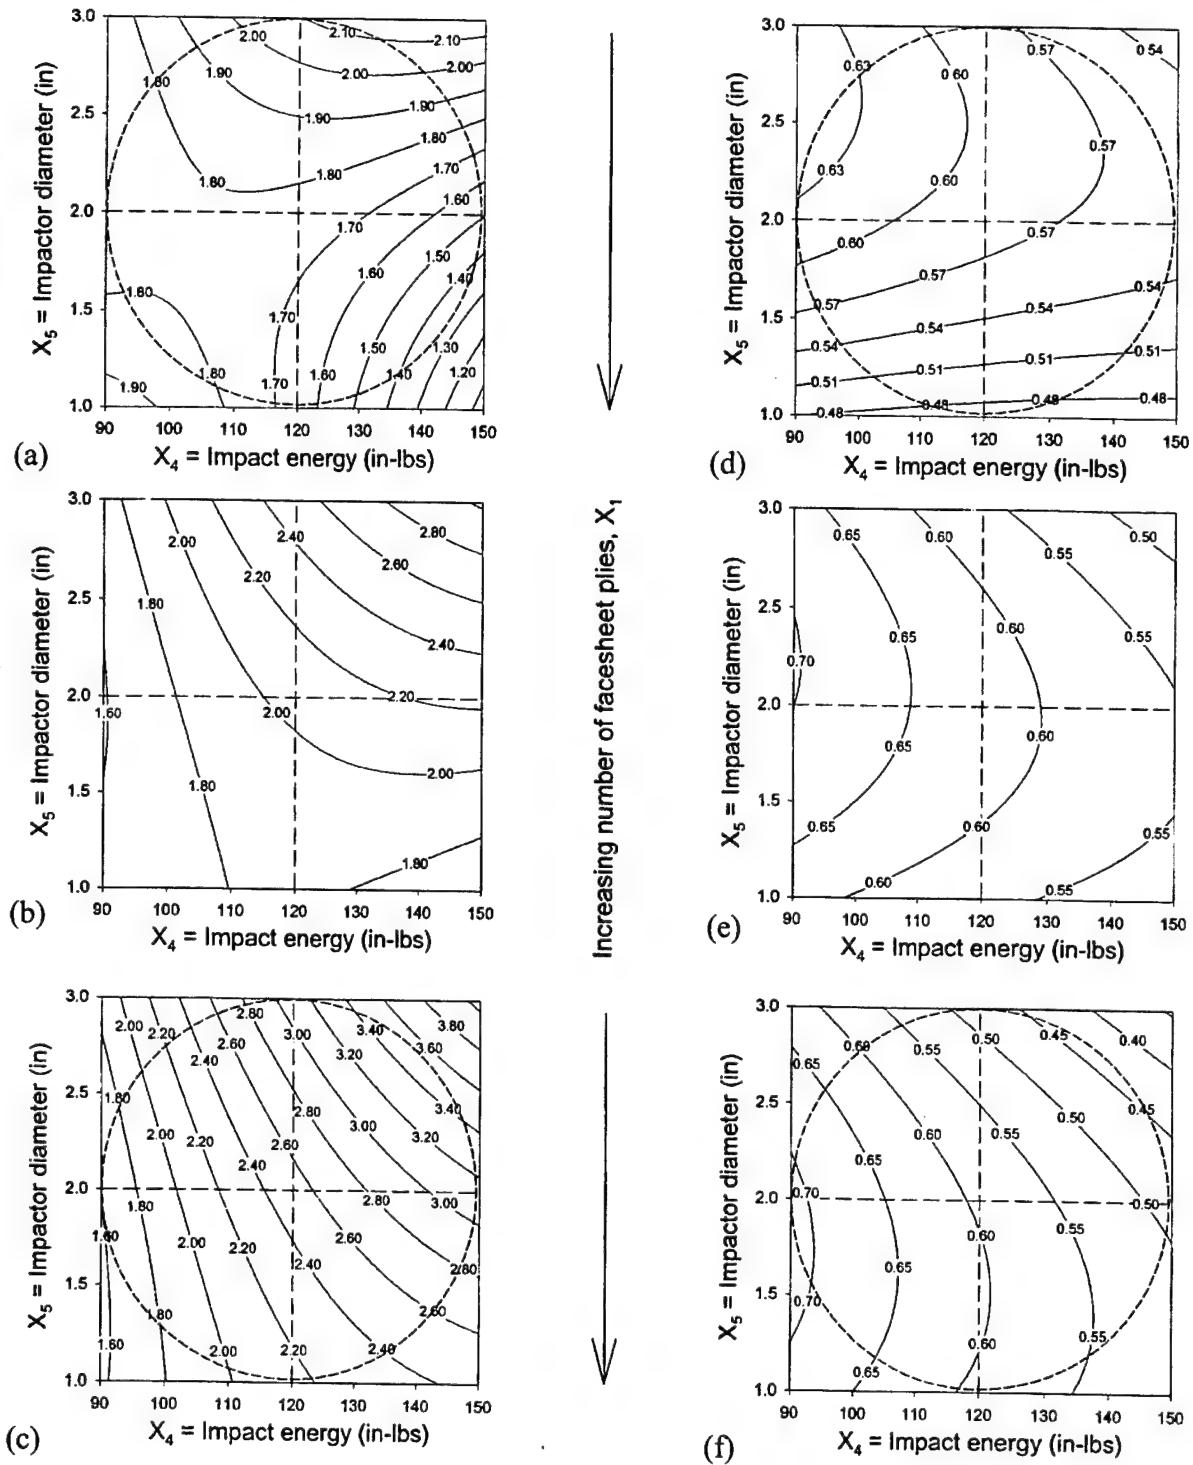 3.0
2.5
2.0
1.5
1.0
90 100 110 120 130 140 150
X5 = Impactor diameter (in)
X4 = Impact energy (in-lbs)
(a)
2.00 2.10 2.10
1.80 1.90 2.00 2.00
1.90 1.90
1.80
1.80 1.80 1.70
1.60
1.70
1.50
1.80 1.60 1.40
1.70
1.50 1.30
1.90 1.80 1.70 1.60 1.40 1.20
3.0
2.5
2.0
1.5
1.0
90 100 110 120 130 140 150
X5 = Impactor diameter (in)
X4 = Impact energy (in-lbs)
(b)
2.00 2.40 2.80
2.20 2.60
1.80
2.40
2.20
1.60 2.00
1.80 2.00
1.80
3.0
2.5
2.0
1.5
1.0
90 100 110 120 130 140 150
X5 = Impactor diameter (in)
X4 = Impact energy (in-lbs)
(c)
2.00 2.20 2.80 3.00 3.40 3.80
2.60 3.20 3.60
2.40
1.80 2.80 3.40
2.00 2.20 2.60 3.00 3.20
2.40
1.80 2.80 3.00
1.60 2.00 2.20 2.60
2.40 2.80
1.80 2.60
1.60 2.00 2.20 2.40
Increasing number of facesheet plies, X1
3.0
2.5
2.0
1.5
1.0
90 100 110 120 130 140 150
X5 = Impactor diameter (in)
X4 = Impact energy (in-lbs)
(d)
0.63 0.60 0.57 0.54
0.57
0.63 0.60
0.60 0.57
0.57 0.57 0.54
0.54 0.54 0.54
0.51 0.51 0.51 0.51
0.48 0.48 0.48 0.48
3.0
2.5
2.0
1.5
1.0
90 100 110 120 130 140 150
X5 = Impactor diameter (in)
X4 = Impact energy (in-lbs)
(e)
0.65 0.60 0.55 0.50
0.70 0.65 0.60 0.55
0.65 0.60
0.65 0.60 0.55
0.60 0.55
3.0
2.5
2.0
1.5
1.0
90 100 110 120 130 140 150
X5 = Impactor diameter (in)
X4 = Impact energy (in-lbs)
(f)
0.65 0.60 0.55 0.50 0.45 0.40
0.65 0.60 0.55 0.50 0.45
0.70 0.60 0.55 0.50
0.70 0.65 0.60 0.55
0.65